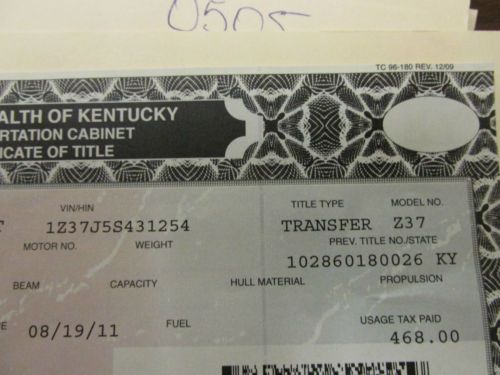 0505
TC 96-180 REV. 12/09
ALTH OF KENTUCKY
ORTATION CABINET
ICATE OF TITLE
VIN/HIN TITLE TYPE MODEL NO.
1Z37J5S431254 TRANSFER Z37
MOTOR NO. WEIGHT PREV. TITLE NO./STATE
102860180026 KY
BEAM CAPACITY HULL MATERIAL PROPULSION
08/19/11 FUEL USAGE TAX PAID
468.00